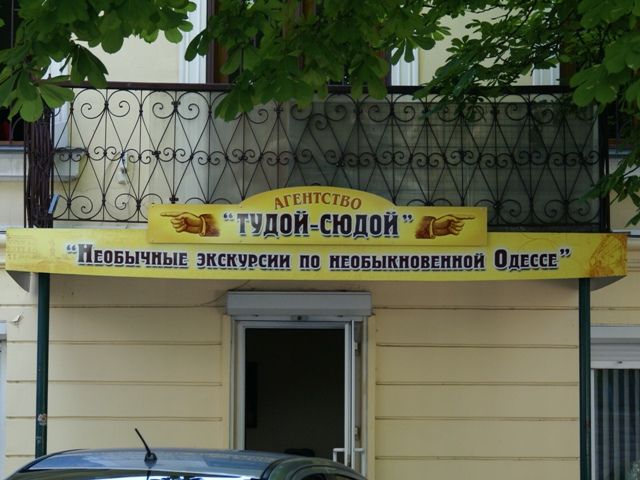 АГЕНТСТВО
"ТУДОЙ-СЮДОЙ"
"Необычные экскурсии по необыкновенной Одессе"